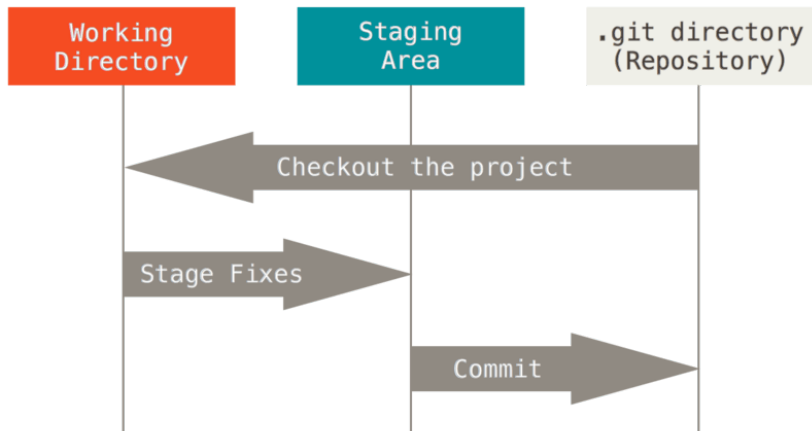 Working
Directory
Staging
Area
.git directory
(Repository)
Checkout the project
Stage Fixes
Commit